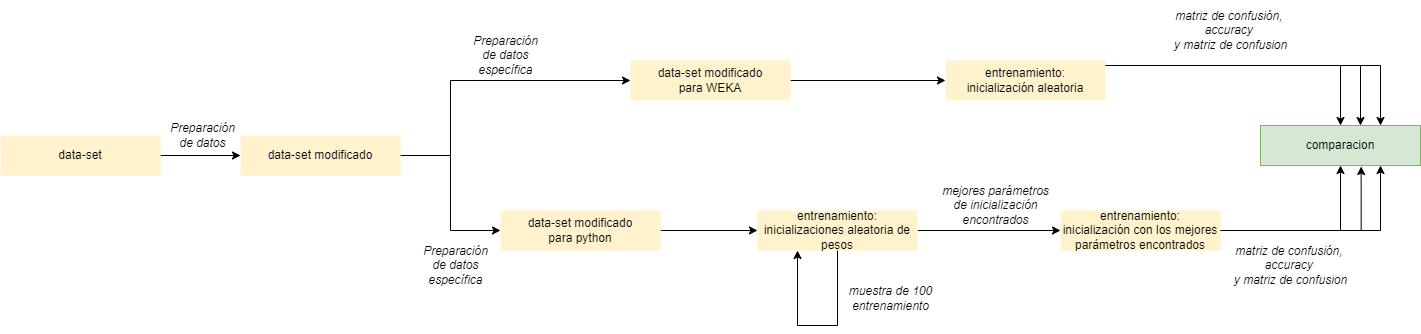 matriz de confusión,
accuracy
y matriz de confusion
Preparación
de datos
específica
data-set modificado
para WEKA
entrenamiento:
inicialización aleatoria
Preparación
de datos
data-set
data-set modificado
comparacion
mejores parámetros
de inicialización
encontrados
data-set modificado
para python
entrenamiento:
inicializaciones aleatoria de
pesos
entrenamiento:
inicialización con los mejores
parámetros encontrados
Preparación
de datos
específica
matriz de confusión,
accuracy
y matriz de confusion
muestra de 100
entrenamiento